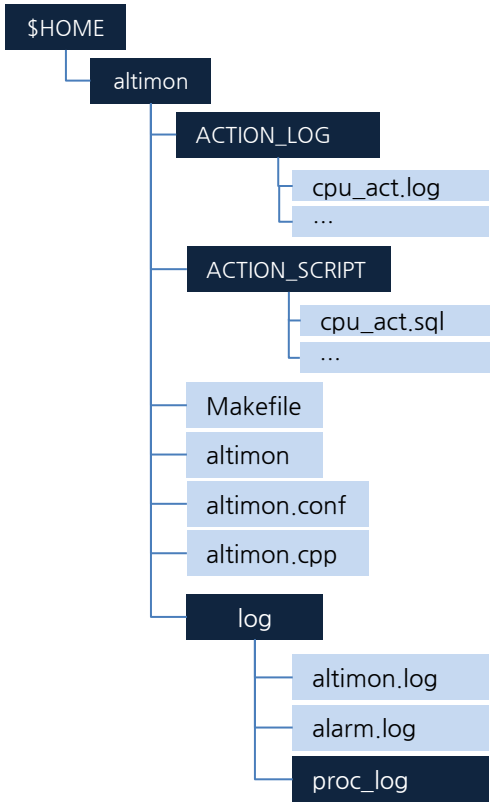 $HOME
altimon
ACTION_LOG
cpu_act.log
...
ACTION_SCRIPT
cpu_act.sql
...
Makefile
altimon
altimon.conf
altimon.cpp
log
altimon.log
alarm.log
proc_log